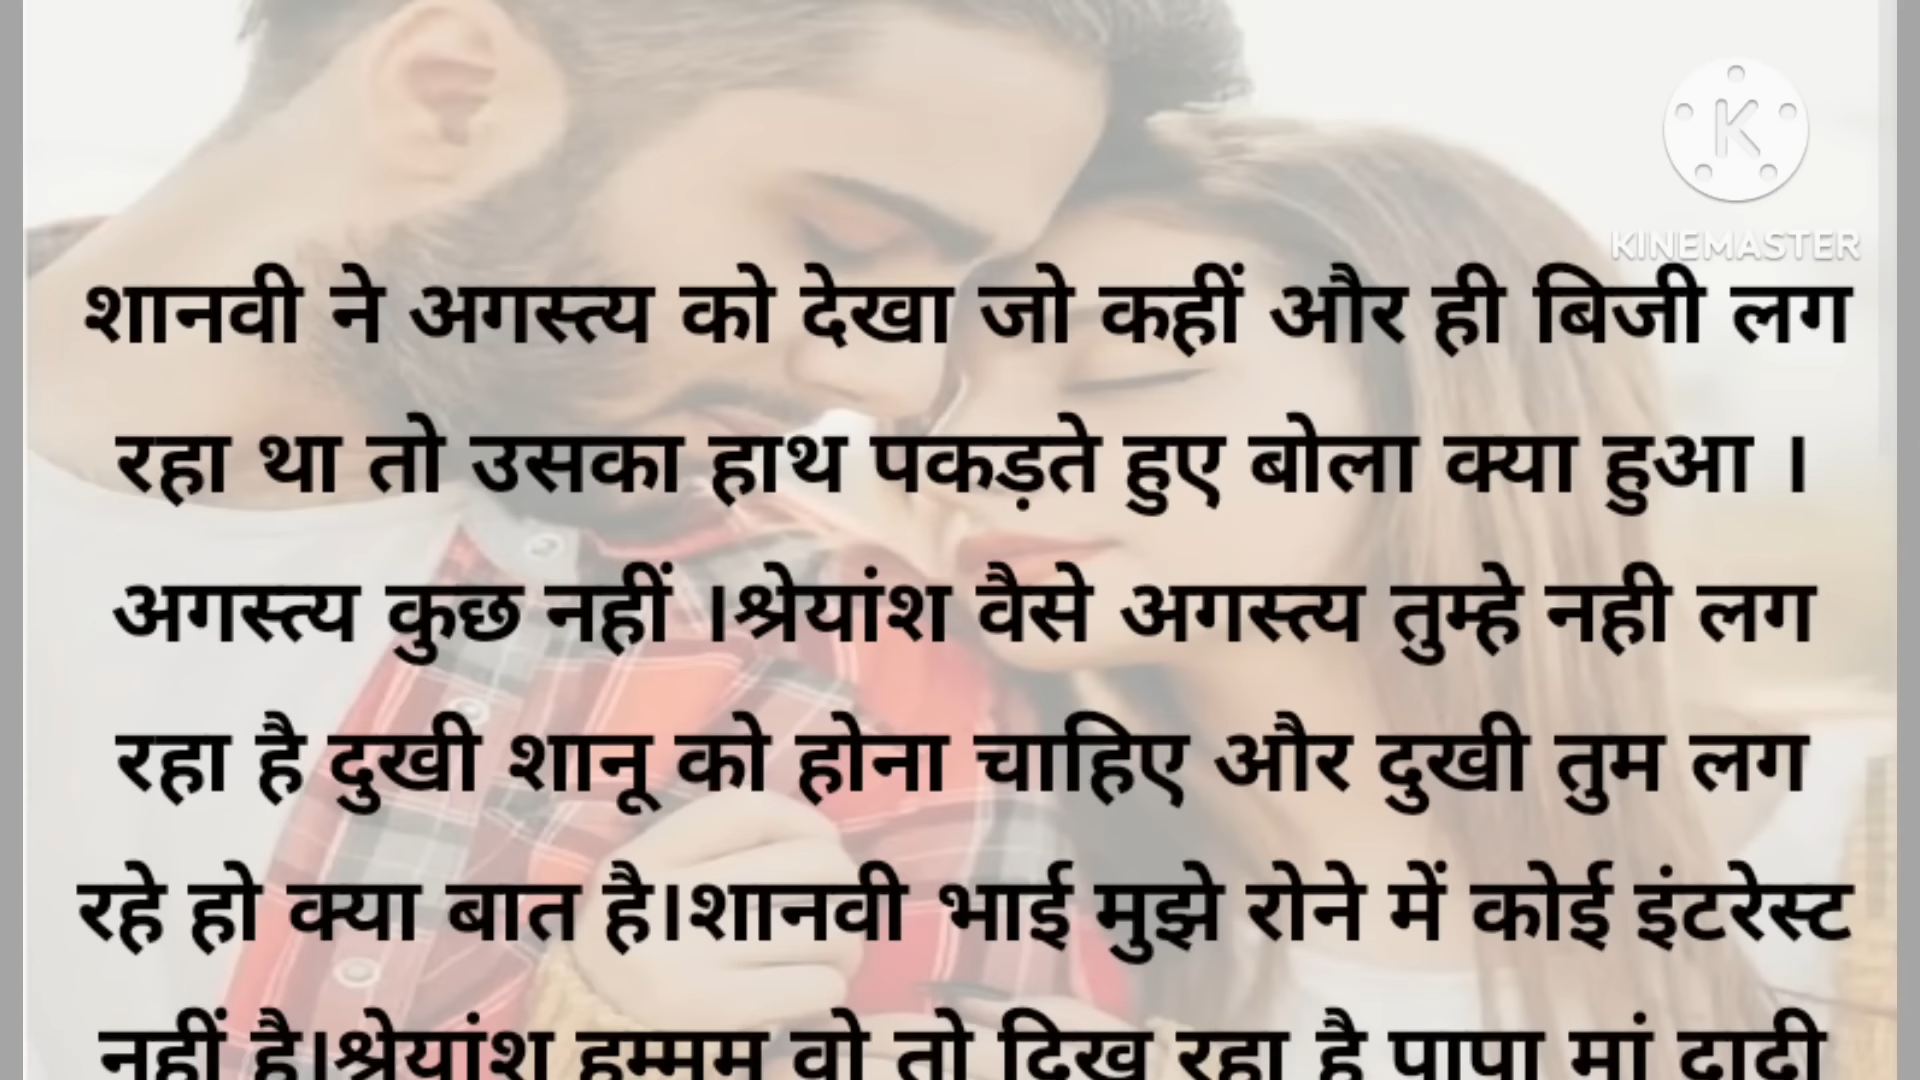 KINEMASTER
शानवी ने अगस्त्य को देखा जो कहीं और ही बिजी लग
रहा था तो उसका हाथ पकड़ते हुए बोला क्या हुआ ।
अगस्त्य कुछ नहीं ।श्रेयांश वैसे अगस्त्य तुम्हे नही लग
रहा है दुखी शानू को होना चाहिए और दुखी तुम लग
रहे हो क्या बात है।शानवी भाई मुझे रोने में कोई इंटरेस्ट
नहीं है।श्रेयांश हम्मम वो तो दिख रहा है पापा मां दादी